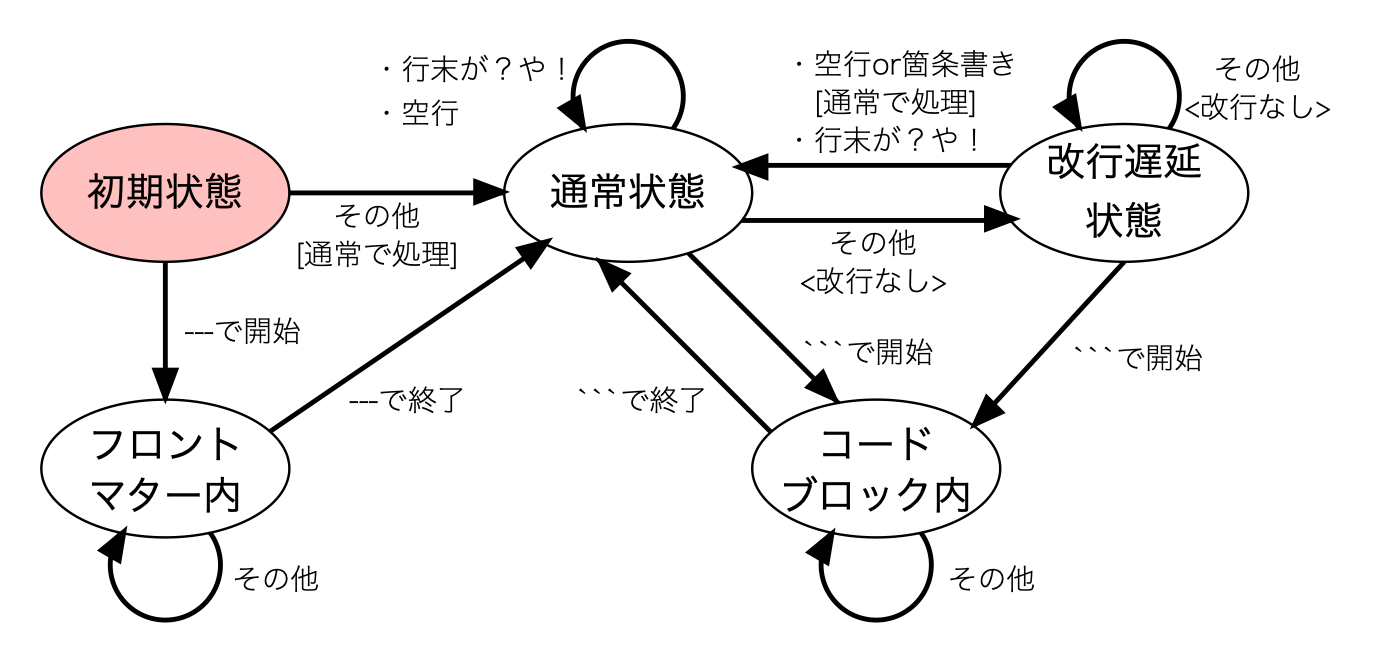 ・行末が？や！
・空行
・空行or箇条書き
[通常で処理]
・行末が？や！
その他
<改行なし>
初期状態
その他
[通常で処理]
通常状態
その他
<改行なし>
改行遅延
状態
---で開始
---で終了
```で終了
```で開始
```で開始
フロント
マター内
その他
コード
ブロック内
その他